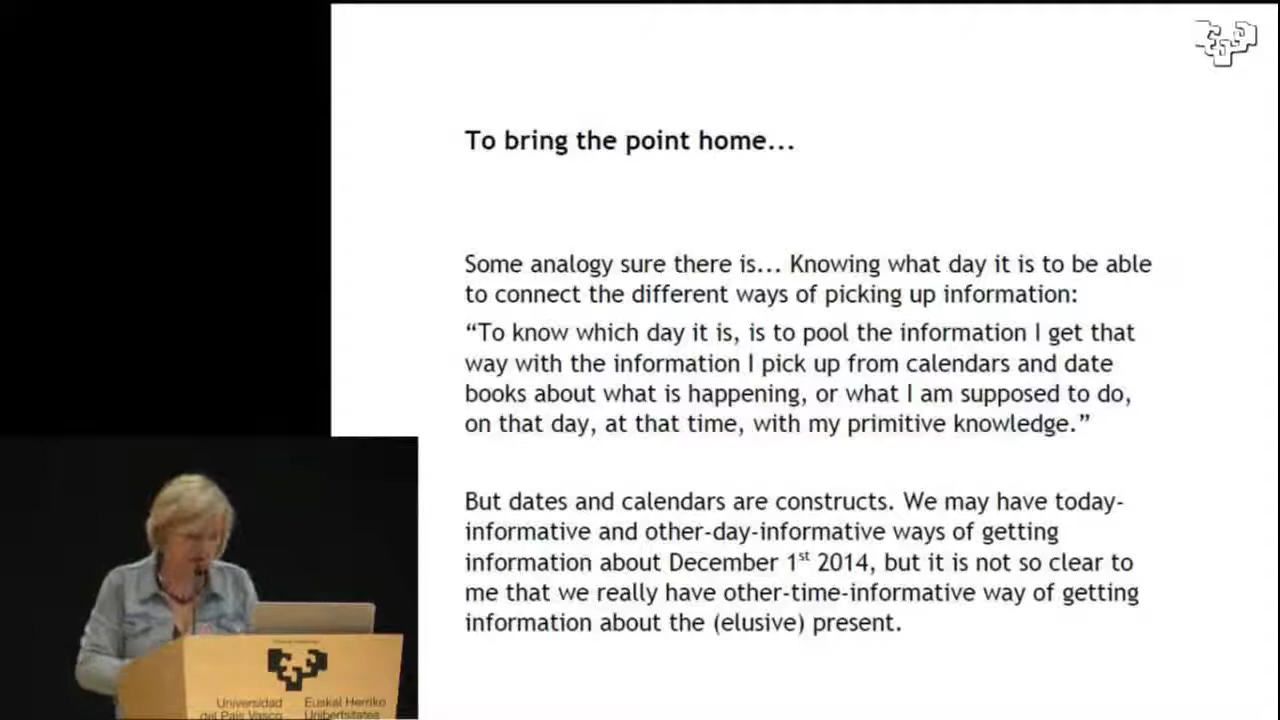 To bring the point home...
Some analogy sure there is... Knowing what day it is to be able
to connect the different ways of picking up information:
“To know which day it is, is to pool the information I get that
way with the information I pick up from calendars and date
books about what is happening, or what I am supposed to do,
on that day, at that time, with my primitive knowledge.”
But dates and calendars are constructs. We may have today-
informative and other-day-informative ways of getting
information about December 1st 2014, but it is not so clear to
me that we really have other-time-informative way of getting
information about the (elusive) present.
Universidad Euskal Herriko
del País Vasco Unibertsitatea